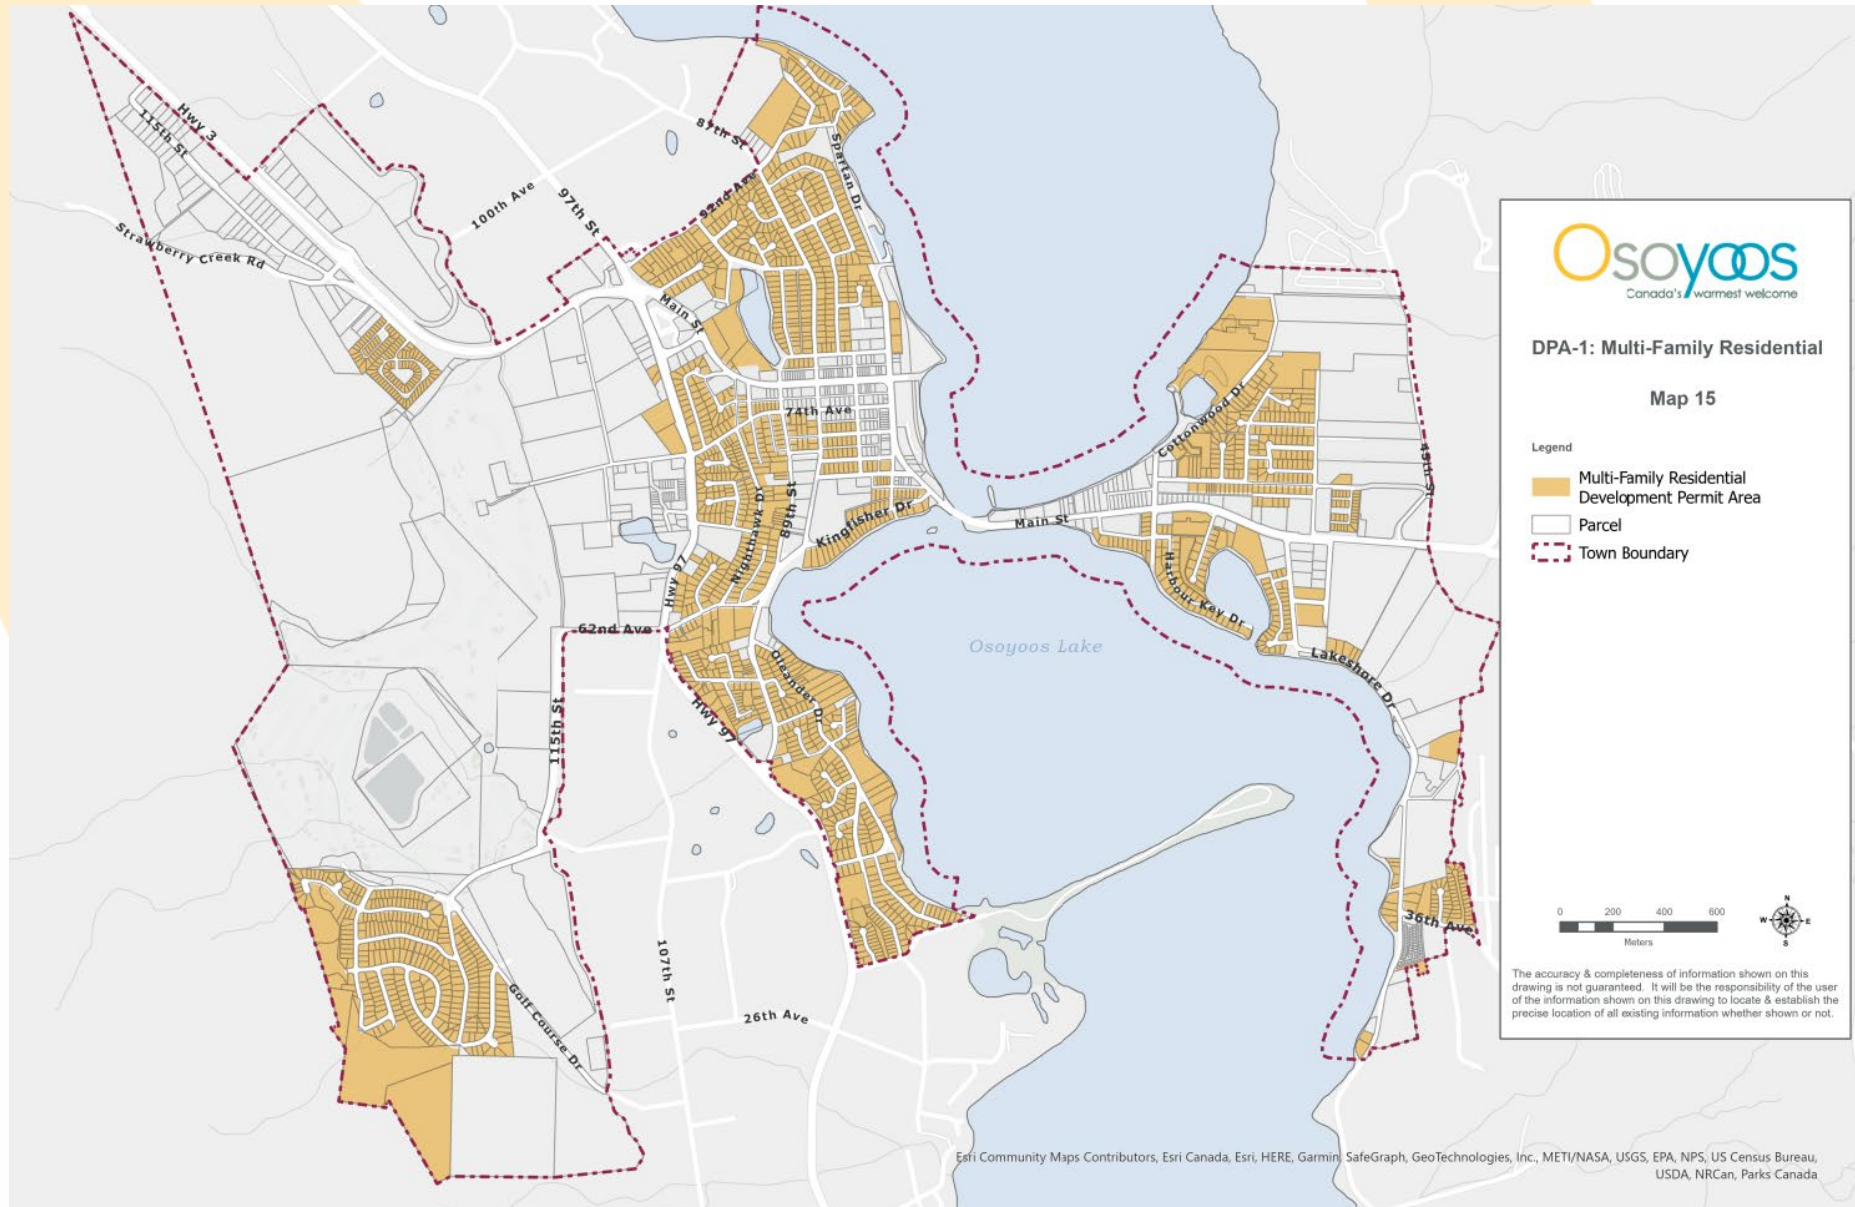 Hwy 3
115th St
87th St
Spartan Dr
92nd Ave
100th Ave
97th St
Strawberry Creek Rd
Main St
74th Ave
Cottonwood Dr
45th St
Nighthawk Dr
89th St
Kingfisher Dr
Main St
Hwy 97
Harbour Key Dr
62nd Ave
Osoyoos Lake
Oleander Dr
Lakeshore Dr
Hwy 97
115th St
36th Ave
107th St
Golf Course Dr
26th Ave
Osoyoos
Canada's warmest welcome
DPA-1: Multi-Family Residential
Map 15
Legend
Multi-Family Residential
Development Permit Area
Parcel
Town Boundary
0 200 400 600
Meters
N
W E
S
The accuracy & completeness of information shown on this
drawing is not guaranteed. It will be the responsibility of the user
of the information shown on this drawing to locate & establish the
precise location of all existing information whether shown or not.
Esri Community Maps Contributors, Esri Canada, Esri, HERE, Garmin, SafeGraph, GeoTechnologies, Inc., METI/NASA, USGS, EPA, NPS, US Census Bureau,
USDA, NRCan, Parks Canada